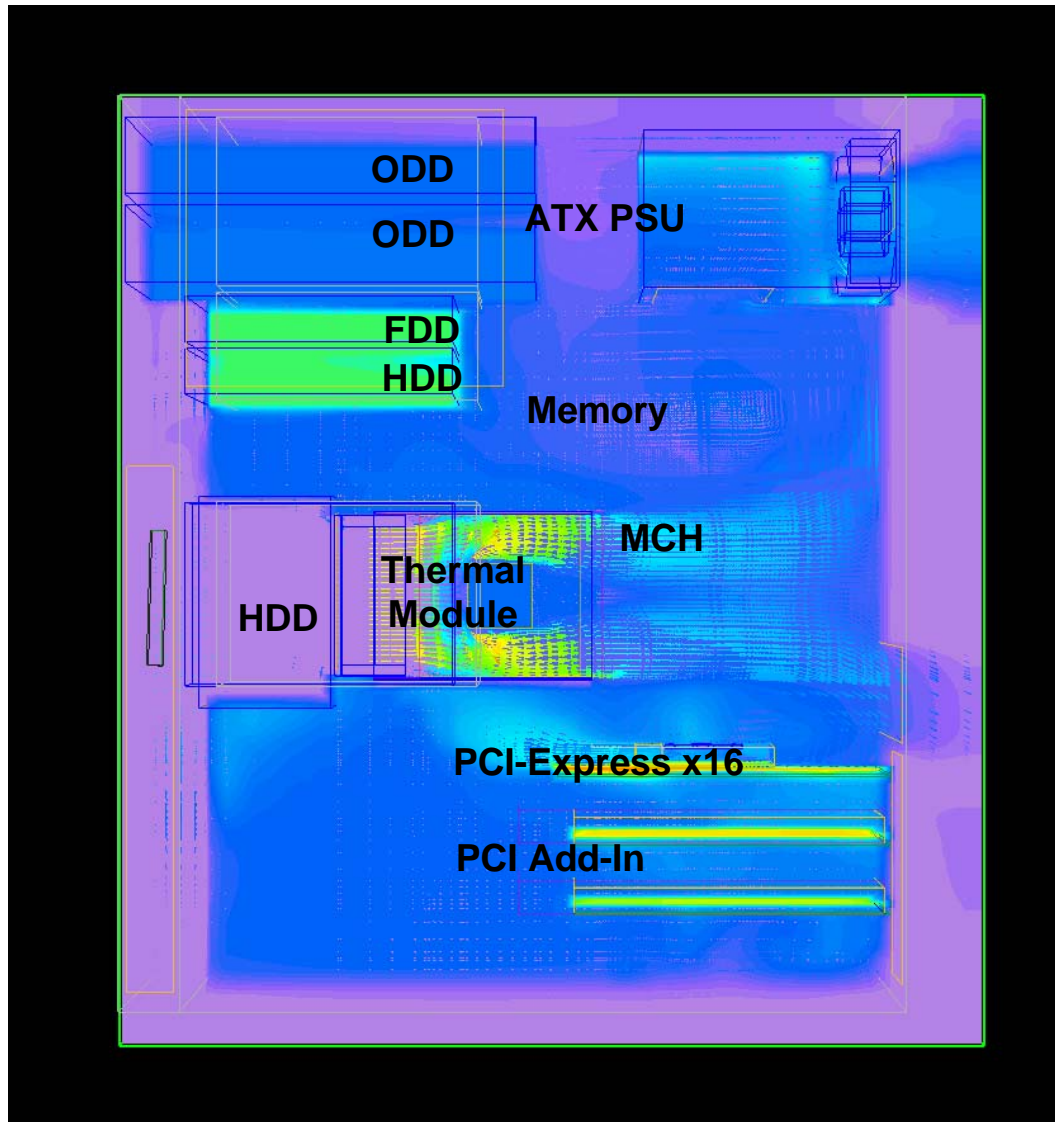 ODD
ATX PSU
ODD
FDD
HDD
Memory
MCH
Thermal
Module
HDD
PCI-Express x16
PCI Add-In